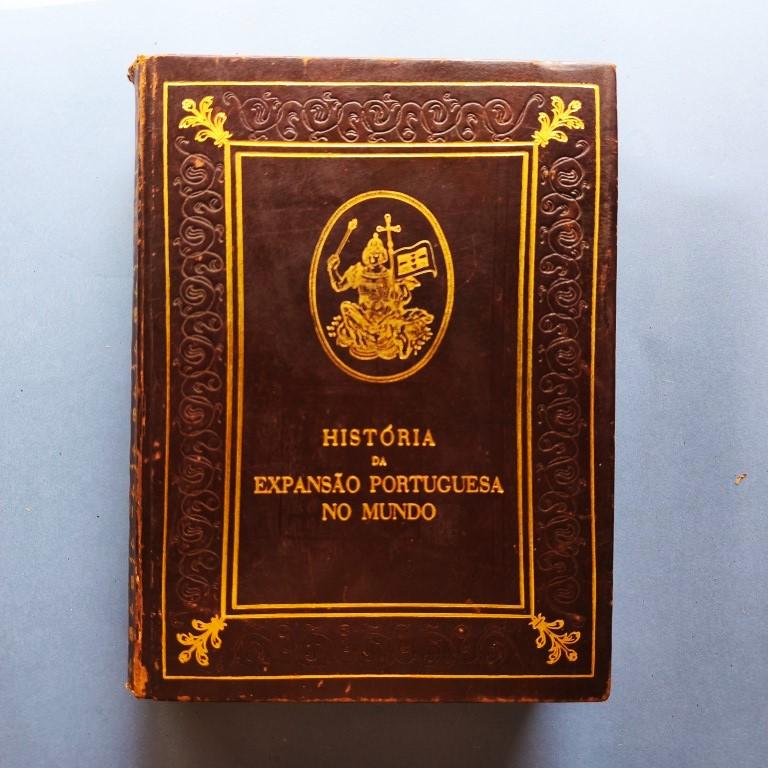 HISTÓRIA
DA
EXPANSÃO PORTUGUESA
NO MUNDO